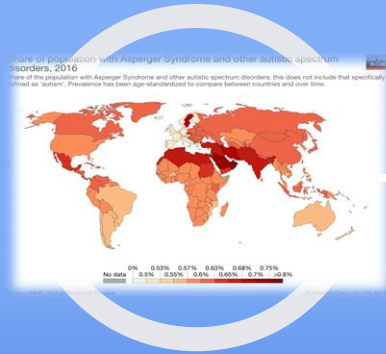 Share of population with Asperger Syndrome and other autistic spectrum
disorders, 2016
Share of the population with Asperger Syndrome and other autistic spectrum disorders; this does not include that specifically
defined as 'autism'. Prevalence has been age-standardized to compare between countries and over time.
0% 0.53% 0.57% 0.63% 0.68% 0.75%
No data 0.5% 0.55% 0.6% 0.65% 0.7% >0.8%